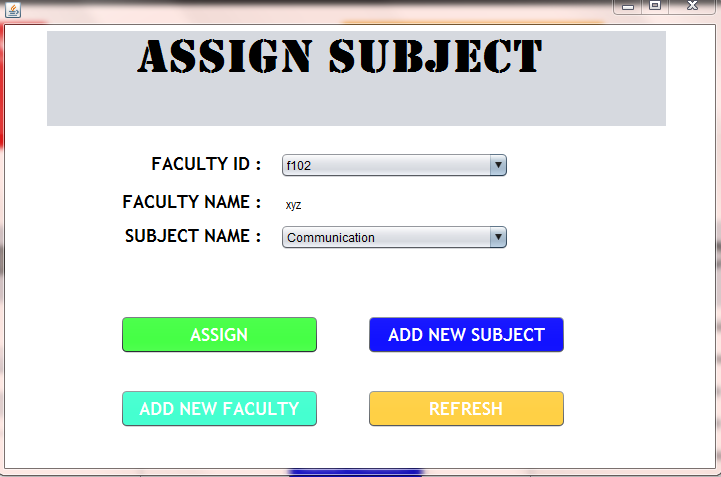 ASSIGN SUBJECT
FACULTY ID : f102
FACULTY NAME : xyz
SUBJECT NAME : Communication
ASSIGN ADD NEW SUBJECT
ADD NEW FACULTY REFRESH